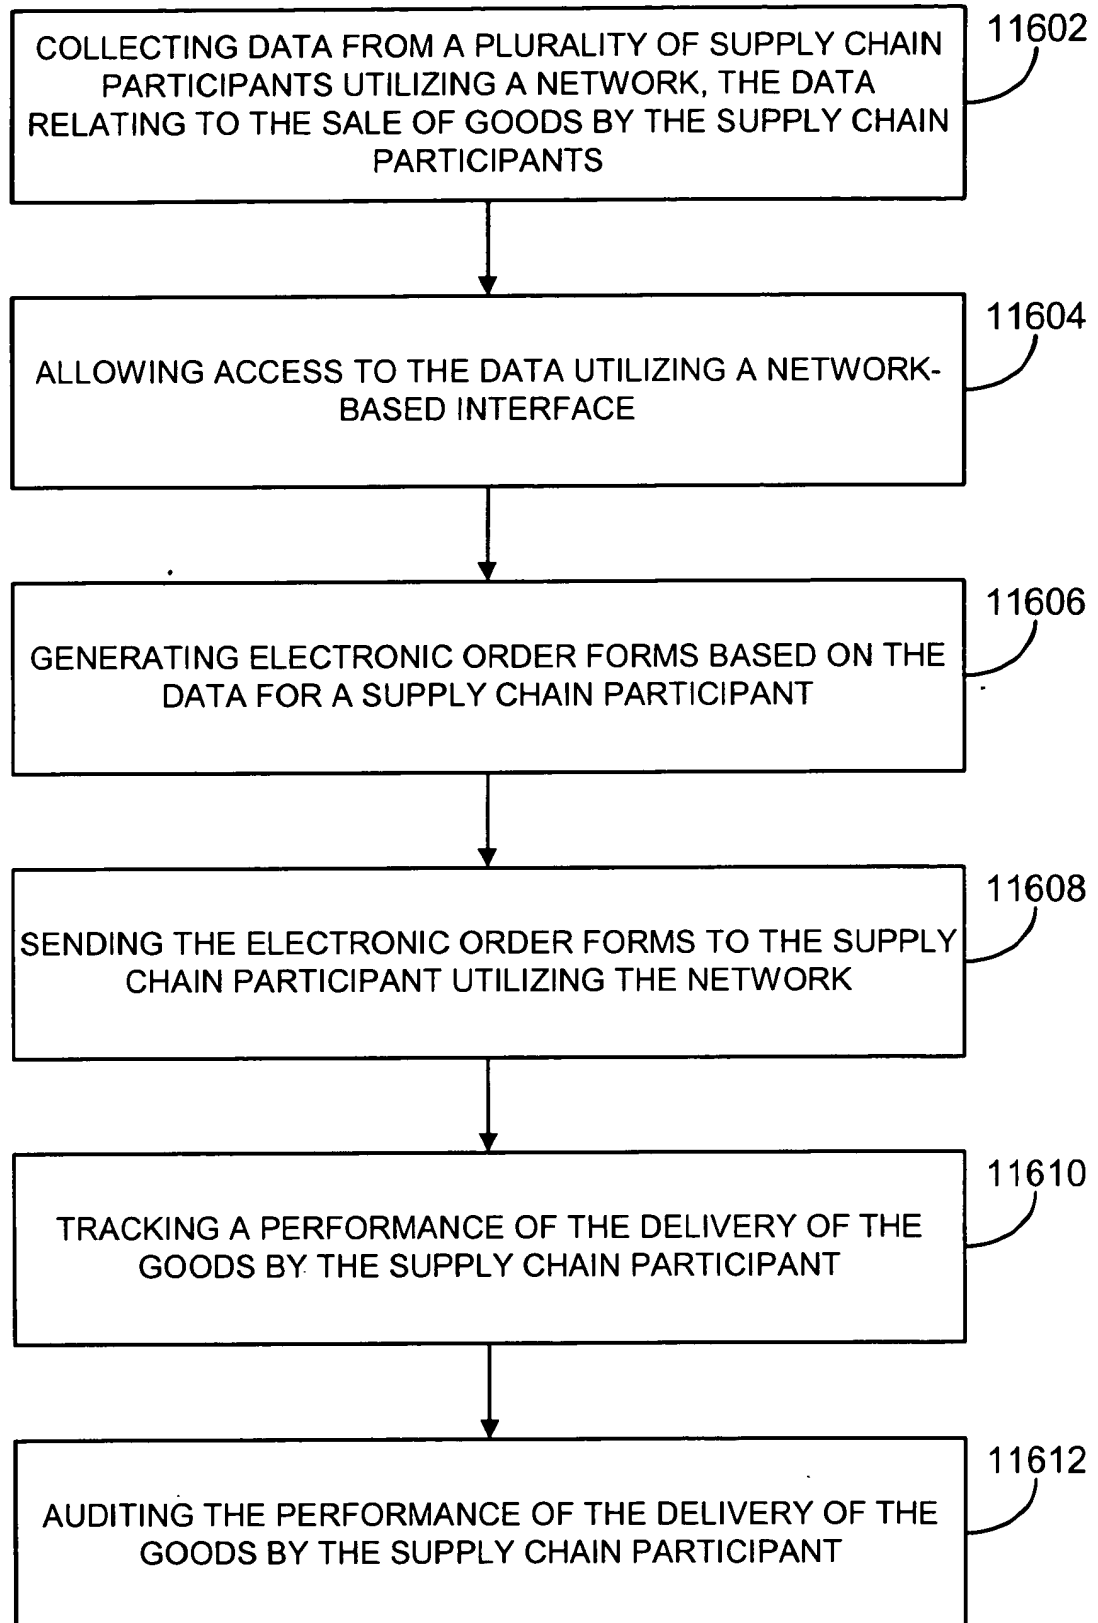 11602
COLLECTING DATA FROM A PLURALITY OF SUPPLY CHAIN
PARTICIPANTS UTILIZING A NETWORK, THE DATA
RELATING TO THE SALE OF GOODS BY THE SUPPLY CHAIN
PARTICIPANTS
11604
ALLOWING ACCESS TO THE DATA UTILIZING A NETWORK-
BASED INTERFACE
11606
GENERATING ELECTRONIC ORDER FORMS BASED ON THE
DATA FOR A SUPPLY CHAIN PARTICIPANT
11608
SENDING THE ELECTRONIC ORDER FORMS TO THE SUPPLY
CHAIN PARTICIPANT UTILIZING THE NETWORK
11610
TRACKING A PERFORMANCE OF THE DELIVERY OF THE
GOODS BY THE SUPPLY CHAIN PARTICIPANT
11612
AUDITING THE PERFORMANCE OF THE DELIVERY OF THE
GOODS BY THE SUPPLY CHAIN PARTICIPANT